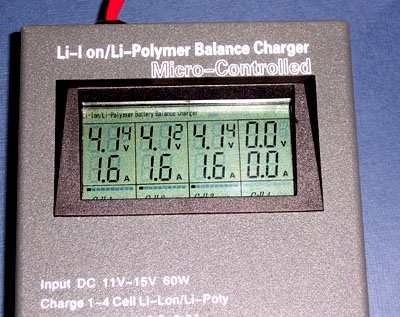 Li-I on/Li-Polymer Balance Charger
Micro-Controlled
Li-Ion/Li-Polymer Battery Balance Charger
4.14 V 4.12 V 4.14 V 0.0 V
1.6 A 1.6 A 1.6 A 0.0 A
Input DC 11V-15V 60W
Charge 1~4 Cell Li-Lon/Li-Poly